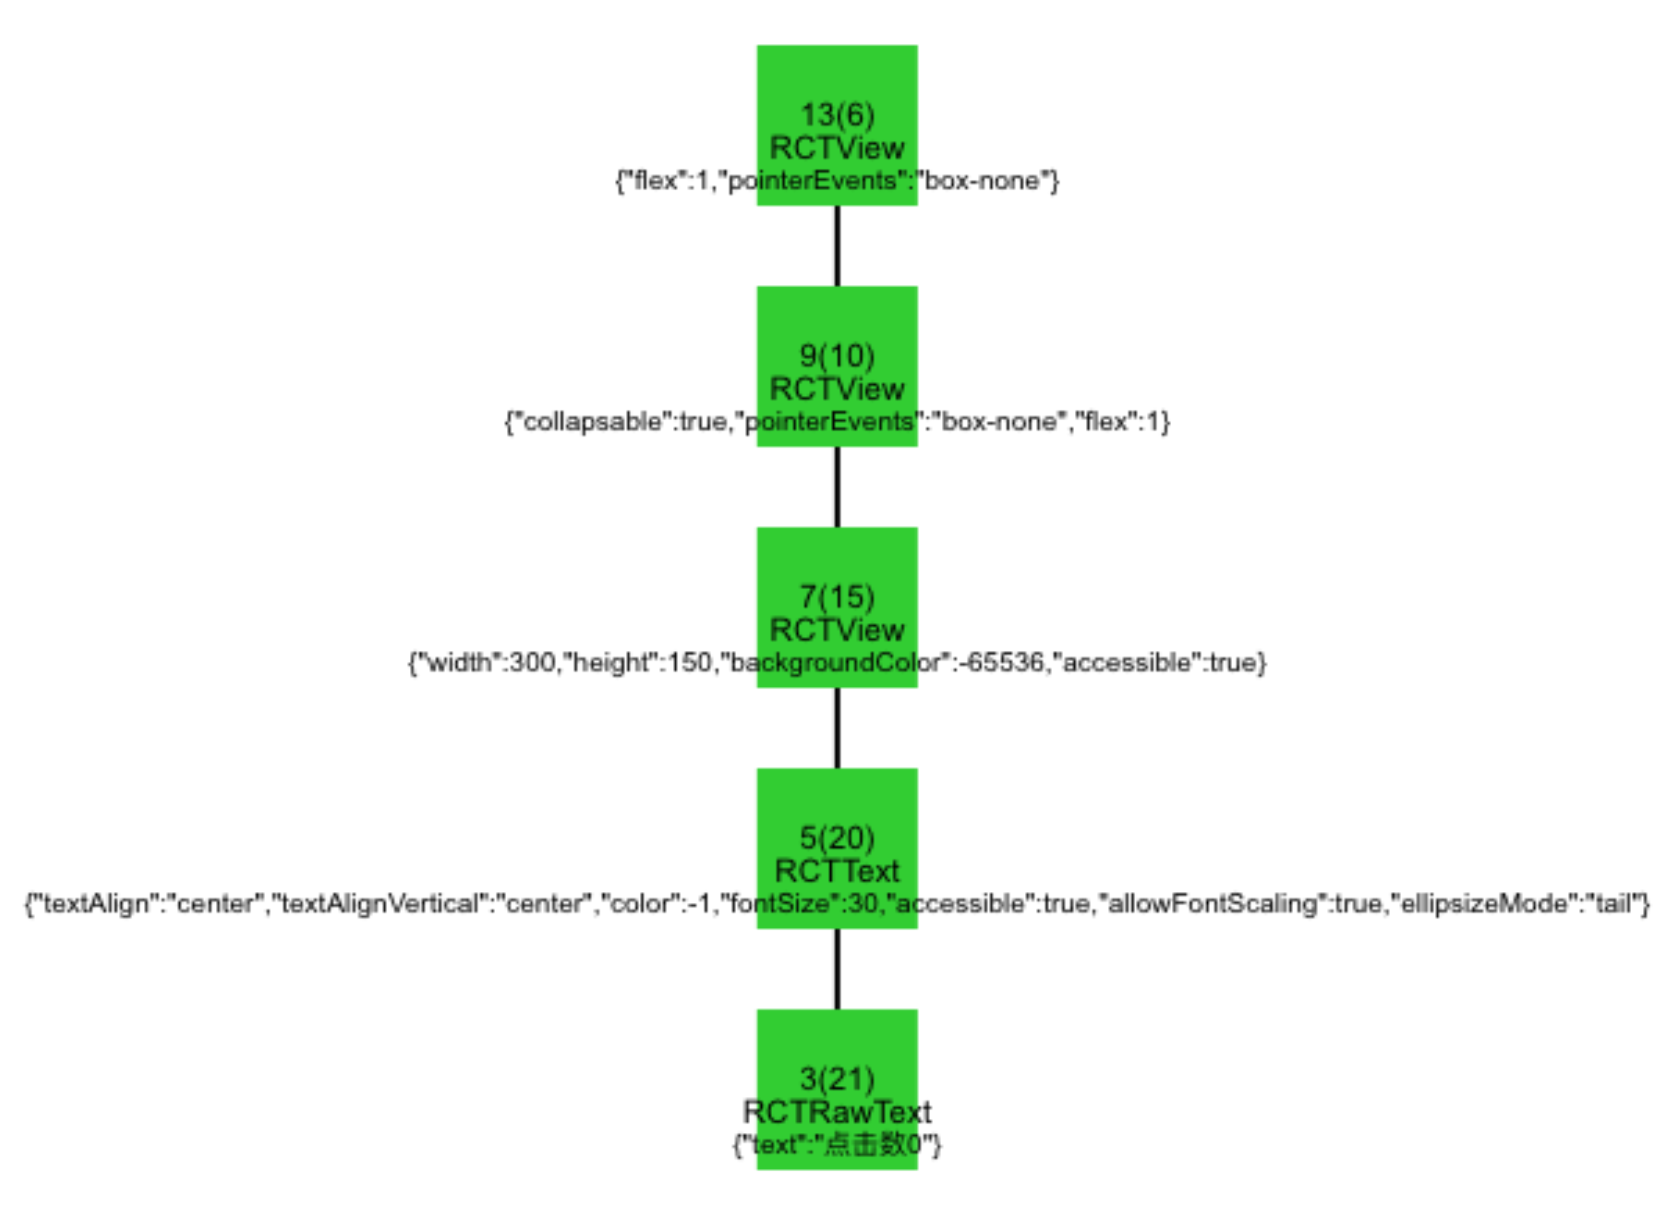 13(6)
RCTView
{"flex":1,"pointerEvents":"box-none"}
9(10)
RCTView
{"collapsable":true,"pointerEvents":"box-none","flex":1}
7(15)
RCTView
{"width":300,"height":150,"backgroundColor":-65536,"accessible":true}
5(20)
RCTText
{"textAlign":"center","textAlignVertical":"center","color":-1,"fontSize":30,"accessible":true,"allowFontScaling":true,"ellipsizeMode":"tail"}
3(21)
RCTRawText
{"text":"点击数0"}